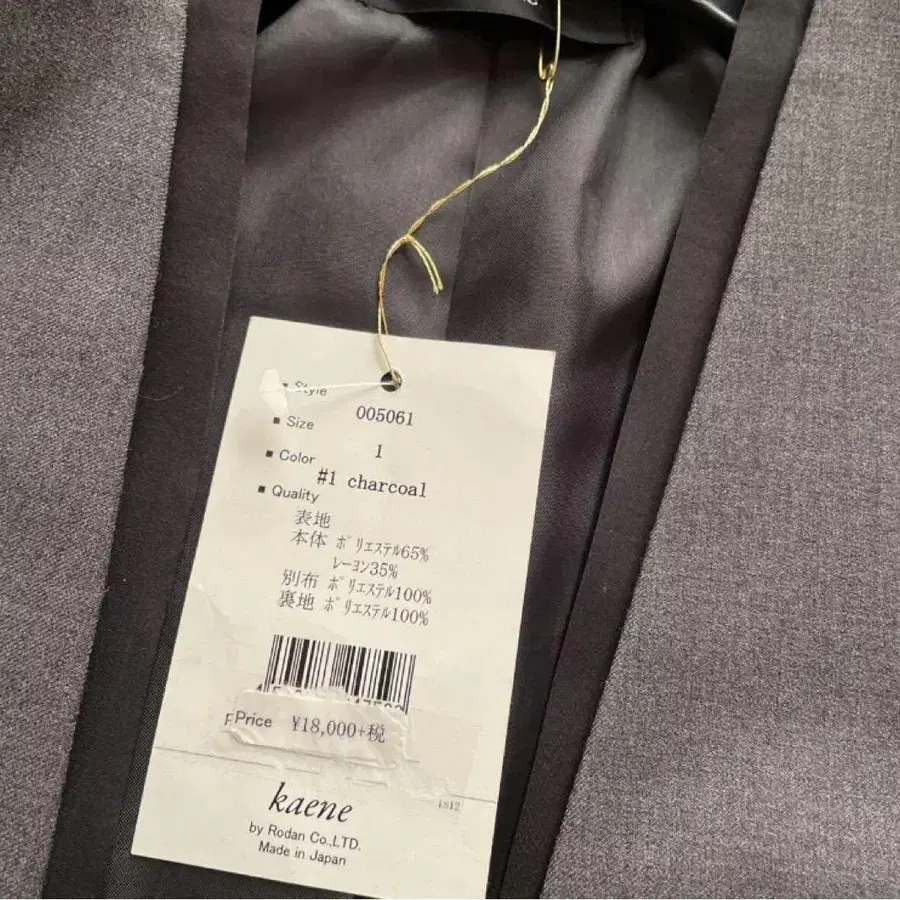 Style 005061
Size 1
Color #1 charcoal
Quality
表地
本体 ポリエステル65%
レーヨン35%
別布 ポリエステル100%
裏地 ポリエステル100%
Price ¥18,000+税
kaene
by Rodan Co.,LTD.
Made in Japan
1812